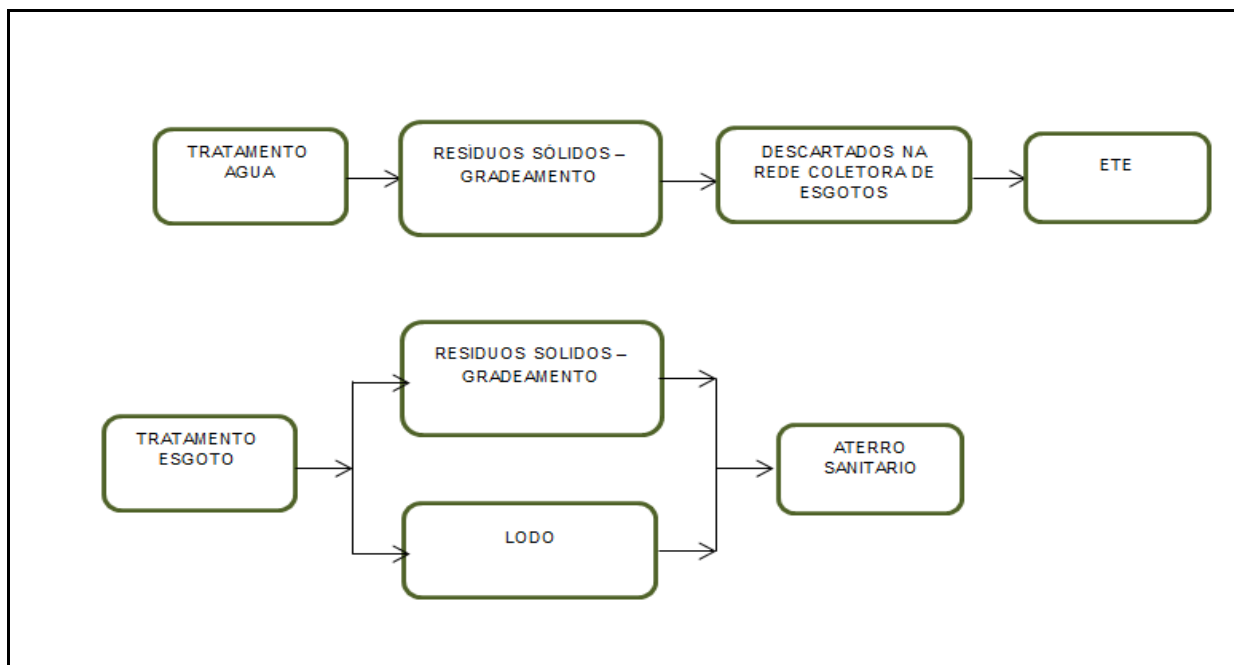 TRATAMENTO
AGUA
RESÍDUOS SÓLIDOS –
GRADEAMENTO
DESCARTADOS NA
REDE COLETORA DE
ESGOTOS
ETE
RESIDUOS SOLIDOS –
GRADEAMENTO
TRATAMENTO
ESGOTO
LODO
ATERRO
SANITARIO